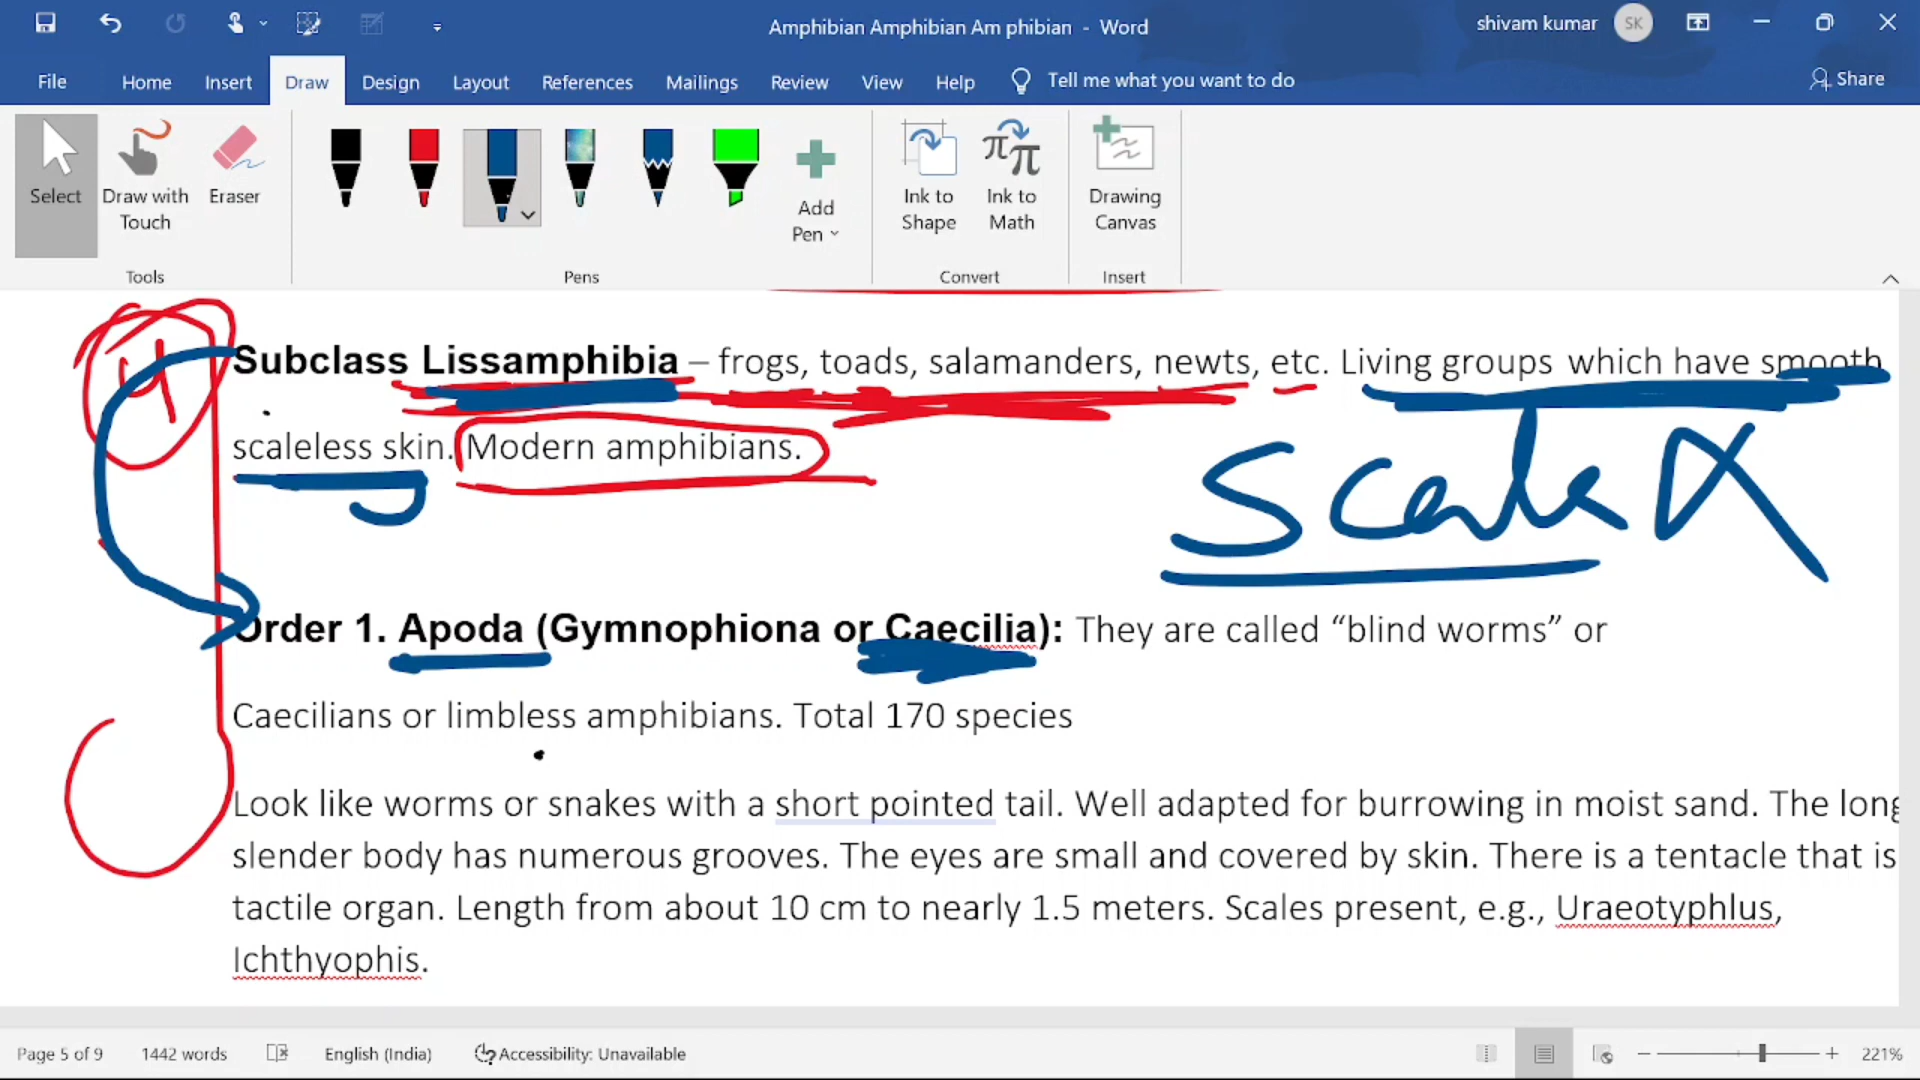 Amphibian Amphibian Am phibian - Word
shivam kumar
SK
File
Home
Insert
Draw
Design
Layout
References
Mailings
Review
View
Help
Tell me what you want to do
Share
Select
Draw with
Touch
Eraser
Add
Pen
Ink to
Shape
Ink to
Math
Drawing
Canvas
Tools
Pens
Convert
Insert
4
Subclass Lissamphibia – frogs, toads, salamanders, newts, etc. Living groups which have smooth
scaleless skin. Modern amphibians.
Scale X
Order 1. Apoda (Gymnophiona or Caecilia): They are called “blind worms” or
Caecilians or limbless amphibians. Total 170 species
Look like worms or snakes with a short pointed tail. Well adapted for burrowing in moist sand. The long
slender body has numerous grooves. The eyes are small and covered by skin. There is a tentacle that is
tactile organ. Length from about 10 cm to nearly 1.5 meters. Scales present, e.g., Uraeotyphlus,
Ichthyophis.
Page 5 of 9
1442 words
English (India)
Accessibility: Unavailable
221%